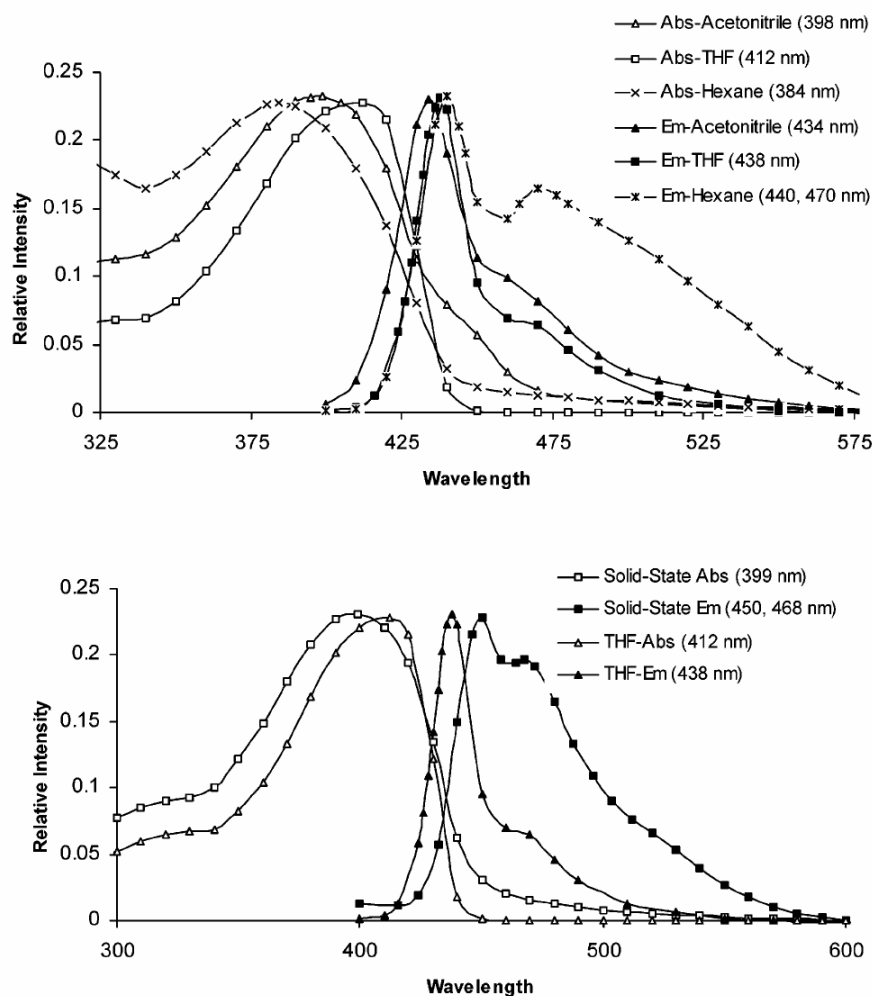 Abs-Acetonitrile (398 nm)
Abs-THF (412 nm)
Abs-Hexane (384 nm)
Em-Acetonitrile (434 nm)
Em-THF (438 nm)
Em-Hexane (440, 470 nm)
Relative Intensity
0.25
0.2
0.15
0.1
0.05
0
325 375 425 475 525 575
Wavelength
Solid-State Abs (399 nm)
Solid-State Em (450, 468 nm)
THF-Abs (412 nm)
THF-Em (438 nm)
Relative Intensity
0.25
0.2
0.15
0.1
0.05
0
300 400 500 600
Wavelength